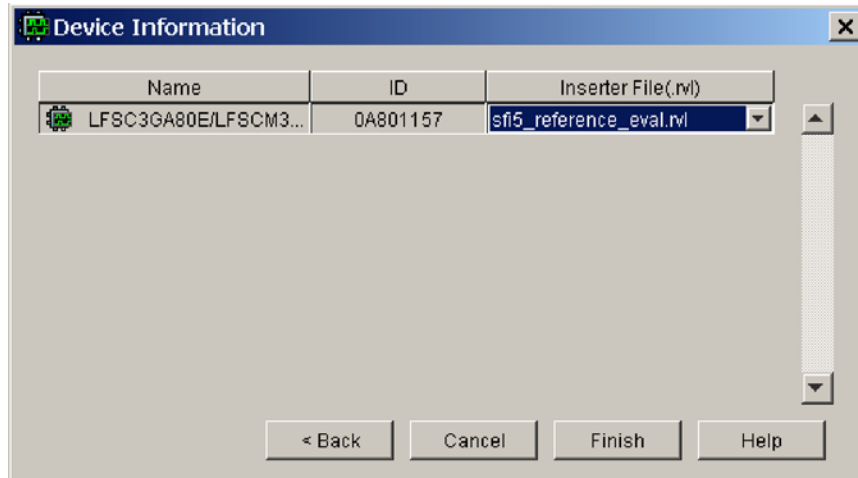 Device Information
Name ID Inserter File(.rvl)
LFSC3GA80E/LFSCM3... 0A801157 sfi5_reference_eval.rvl
< Back Cancel Finish Help